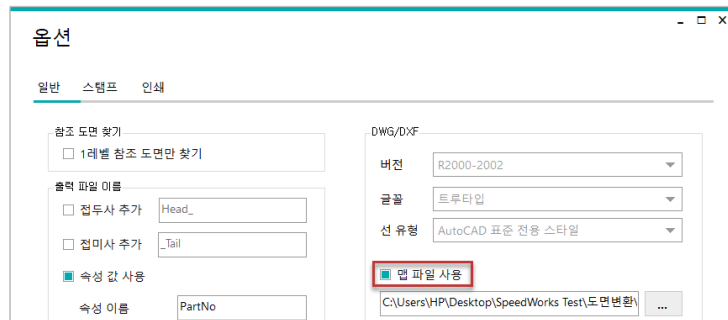 옵션
일반 스탬프 인쇄
참조 도면 찾기
1레벨 참조 도면만 찾기
출력 파일 이름
접두사 추가 Head_
접미사 추가 _Tail
속성 값 사용
속성 이름 PartNo
DWG/DXF
버전 R2000-2002
글꼴 트루타입
선 유형 AutoCAD 표준 전용 스타일
맵 파일 사용
C:\Users\HP\Desktop\SpeedWorks Test\도면변환\ ...